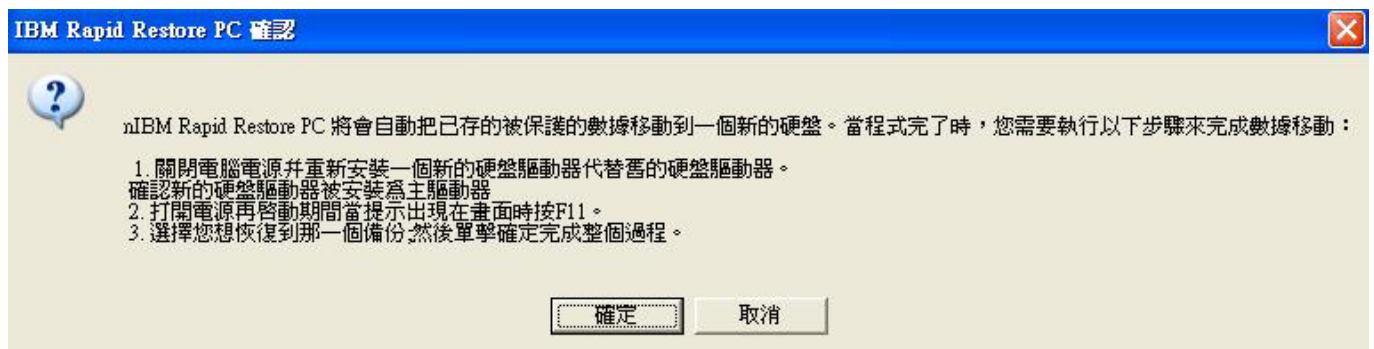 IBM Rapid Restore PC 確認
nIBM Rapid Restore PC 將會自動把已存的被保護的數據移動到一個新的硬盤。當程式完了時，您需要執行以下步驟來完成數據移動：
1. 關閉電腦電源幷重新安裝一個新的硬盤驅動器代替舊的硬盤驅動器。
確認新的硬盤驅動器被安裝爲主驅動器
2. 打開電源再啓動期間當提示出現在畫面時按F11。
3. 選擇您想恢復到那一個備份;然後單擊確定完成整個過程。
確定
取消